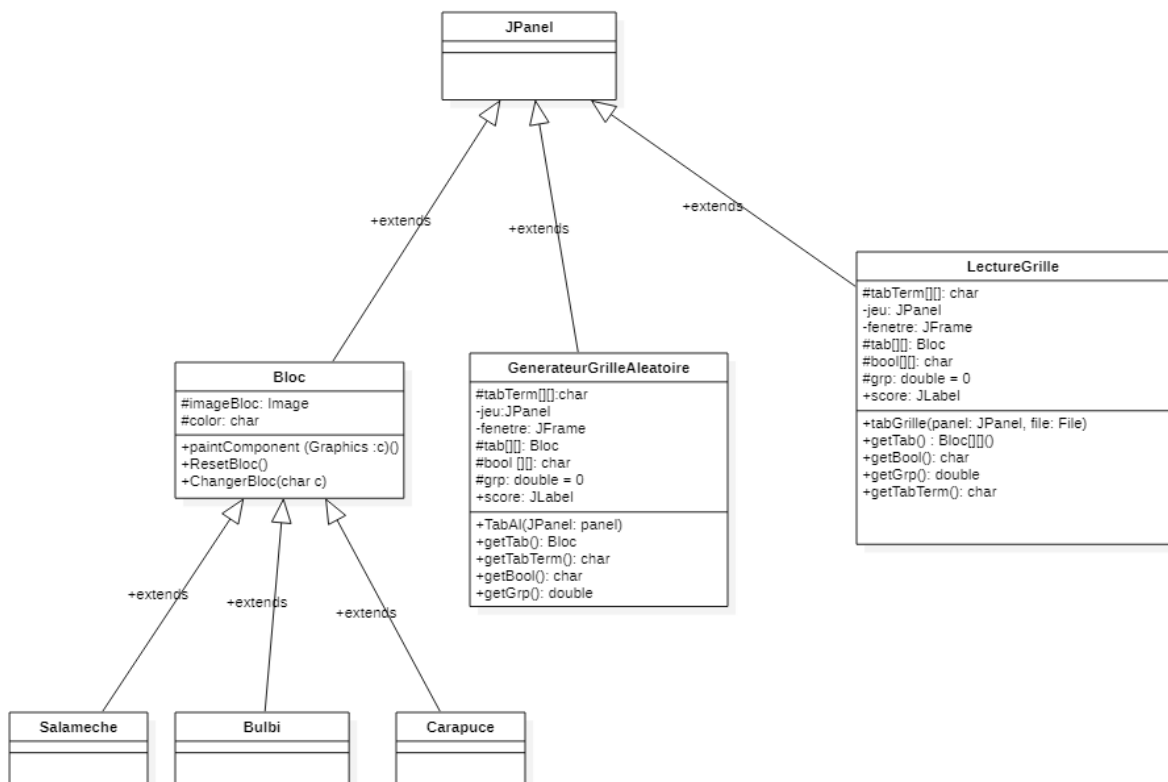 JPanel
+extends
+extends
+extends
LectureGrille
#tabTerm[][]: char
-jeu: JPanel
-fenetre: JFrame
#tab[][]: Bloc
#bool[][]: char
#grp: double = 0
+score: JLabel
+tabGrille(panel: JPanel, file: File)
+getTab() : Bloc[][]()
+getBool(): char
+getGrp(): double
+getTabTerm(): char
GenerateurGrilleAleatoire
#tabTerm[][]:char
-jeu:JPanel
-fenetre: JFrame
#tab[][]: Bloc
#bool [][]: char
#grp: double = 0
+score: JLabel
+TabAl(JPanel: panel)
+getTab(): Bloc
+getTabTerm(): char
+getBool(): char
+getGrp(): double
Bloc
#imageBloc: Image
#color: char
+paintComponent (Graphics :c)()
+ResetBloc()
+ChangerBloc(char c)
+extends
+extends
+extends
Salameche
Bulbi
Carapuce